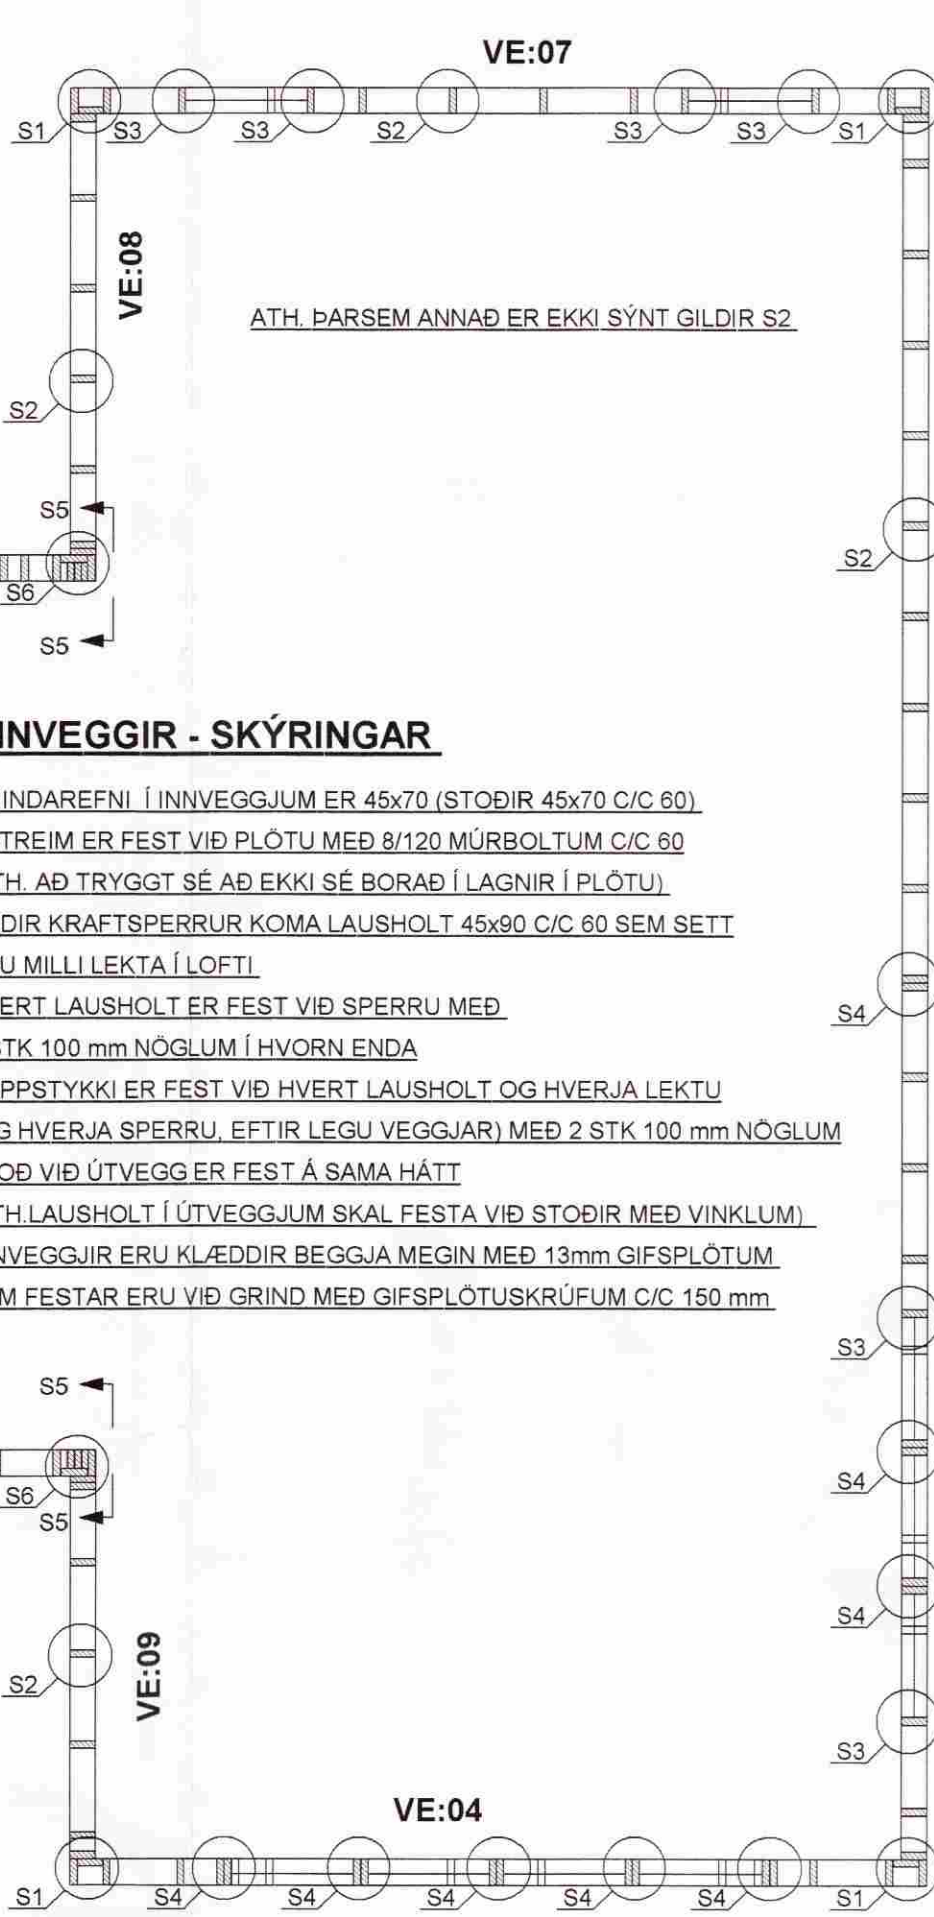 VE:07
S1
S3
S3
S2
S3
S3
S1
VE:08
ATH. ÞARSEM ANNAÐ ER EKKI SÝNT GILDIR S2
S2
S5
S2
S6
S5
INVEGGIR - SKÝRINGAR
INDAREFNI Í INNVEGGJUM ER 45x70 (STOÐIR 45x70 C/C 60)
TREIM ER FEST VIÐ PLÖTU MEÐ 8/120 MÚRBOLTUM C/C 60
TH. AÐ TRYGGT SÉ AÐ EKKI SÉ BORAÐ Í LAGNIR Í PLÖTU)
DIR KRAFTSPERRUR KOMA LAUSHOLT 45x90 C/C 60 SEM SETT
U MILLI LEKTA Í LOFTI
ERT LAUSHOLT ER FEST VIÐ SPERRU MEÐ
STK 100 mm NÖGLUM Í HVORN ENDA
S4
PPSTYKKI ER FEST VIÐ HVERT LAUSHOLT OG HVERJA LEKTU
G HVERJA SPERRU, EFTIR LEGU VEGGJAR) MEÐ 2 STK 100 mm NÖGLUM
OÐ VIÐ ÚTVEGG ER FEST Á SAMA HÁTT
TH.LAUSHOLT Í ÚTVEGGJUM SKAL FESTA VIÐ STOÐIR MEÐ VINKLUM)
NVEGGJIR ERU KLÆDDIR BEGGJA MEGIN MEÐ 13mm GIFSPLÖTUM
M FESTAR ERU VIÐ GRIND MEÐ GIFSPLÖTUSKRÚFUM C/C 150 mm
S3
S5
S4
S6
S5
S4
VE:09
S2
S3
VE:04
S1
S4
S4
S4
S4
S4
S1